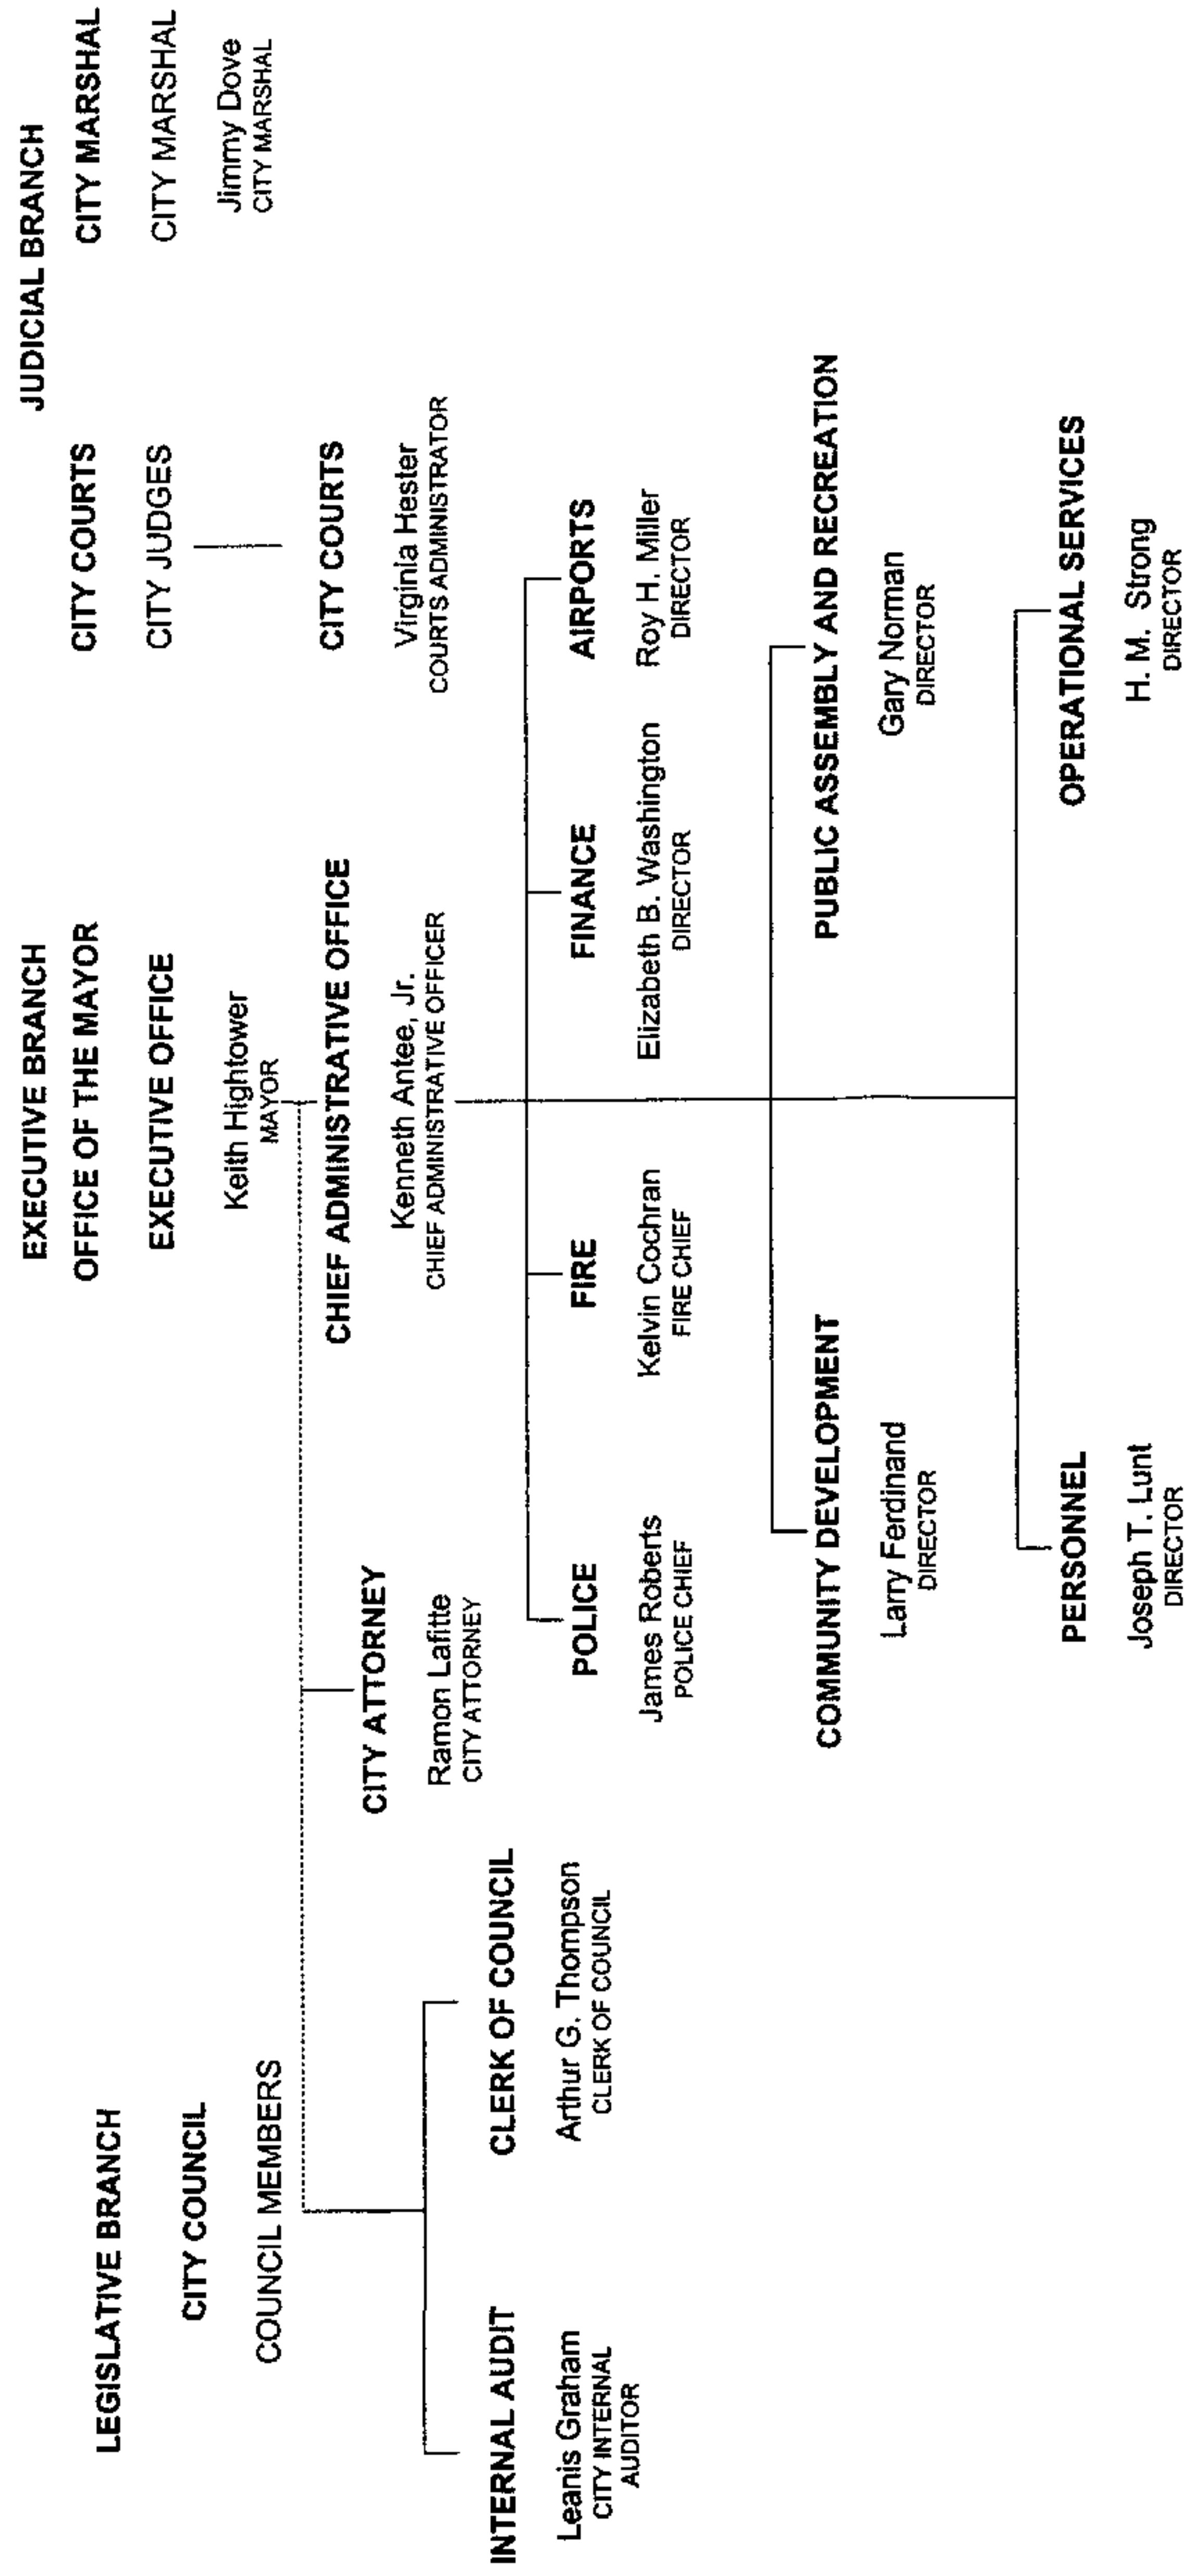 LEGISLATIVE BRANCH
CITY COUNCIL
COUNCIL MEMBERS
INTERNAL AUDIT
Leanis Graham
CITY INTERNAL
AUDITOR
CLERK OF COUNCIL
Arthur G. Thompson
CLERK OF COUNCIL
CITY ATTORNEY
Ramon Lafitte
CITY ATTORNEY
EXECUTIVE BRANCH
OFFICE OF THE MAYOR
EXECUTIVE OFFICE
Keith Hightower
MAYOR
CHIEF ADMINISTRATIVE OFFICE
Kenneth Antee, Jr.
CHIEF ADMINISTRATIVE OFFICER
POLICE
James Roberts
POLICE CHIEF
FIRE
Kelvin Cochran
FIRE CHIEF
FINANCE
Elizabeth B. Washington
DIRECTOR
AIRPORTS
Roy H. Miller
DIRECTOR
COMMUNITY DEVELOPMENT
Larry Ferdinand
DIRECTOR
PUBLIC ASSEMBLY AND RECREATION
Gary Norman
DIRECTOR
PERSONNEL
Joseph T. Lunt
DIRECTOR
OPERATIONAL SERVICES
H. M. Strong
DIRECTOR
JUDICIAL BRANCH
CITY COURTS
CITY JUDGES
CITY COURTS
Virginia Hester
COURTS ADMINISTRATOR
CITY MARSHAL
CITY MARSHAL
Jimmy Dove
CITY MARSHAL